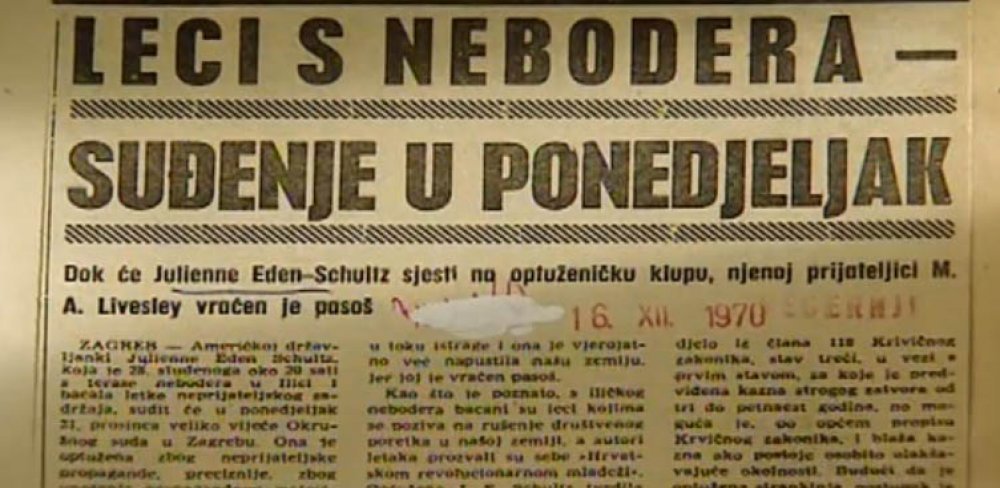 LECI S NEBODERA —
SUĐENJE U PONEDJELJAK
Dok će Julienne Eden-Schultz sjesti na optuženičku klupu, njenoj prijateljici M.
A. Livesley vraćen je pasoš
16. XII. 1970
ZAGREB — Američkoj držav-
ljanki Julienne Eden Schultz,
koja je 28. studenoga oko 20 sati
s terase nebodera u Ilici 1
bacala letke neprijateljskog sa-
držaja, sudit će u ponedjeljak
21. prosinca veliko vijeće Okru-
žnog suda u Zagrebu. Ona je
optužena zbog neprijateljske
propagande, preciznije, zbog
u toku istrage i ona je vjerojatno
već napustila našu zemlju,
jer joj je vraćen pasoš.
Kao što je poznato, s iličkog
nebodera bacani su leci kojima
se poziva na rušenje društvenog
poretka u našoj zemlji, a autori
letaka prozvali su sebe »Hrvat-
skom revolucionarnom mladeži«.
djelo iz člana 118 Krivičnog
zakonika, stav treći, u vezi s
prvim stavom, za koje je pred-
viđena kazna strogog zatvora od
tri do petnaest godina, no mo-
guća je, po općem propisu
Krivičnog zakonika, i blaža ka-
zna ako postoje osobito olakša-
vajuće okolnosti. Budući da je